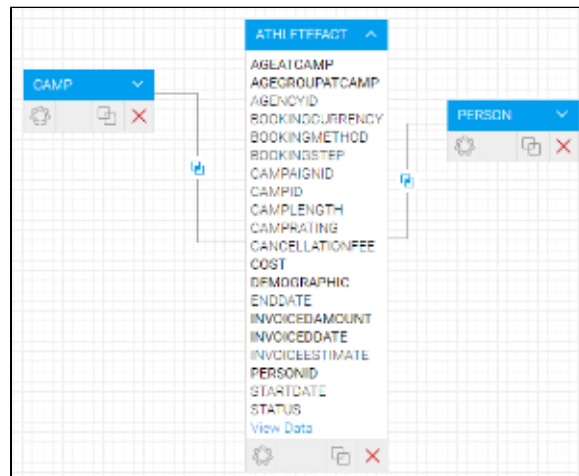 ATHLETEFACT
CAMP
PERSON
AGEATCAMP
AGEGROUPATCAMP
AGENCYID
BOOKINGCURRENCY
BOOKINGMETHOD
BOOKINGSTEP
CAMPAIGNID
CAMPID
CAMPLENGTH
CAMPRATING
CANCELLATIONFEE
COST
DEMOGRAPHIC
ENDDATE
INVOICEDAMOUNT
INVOICEDDATE
INVOICEESTIMATE
PERSONID
STARTDATE
STATUS
View Data